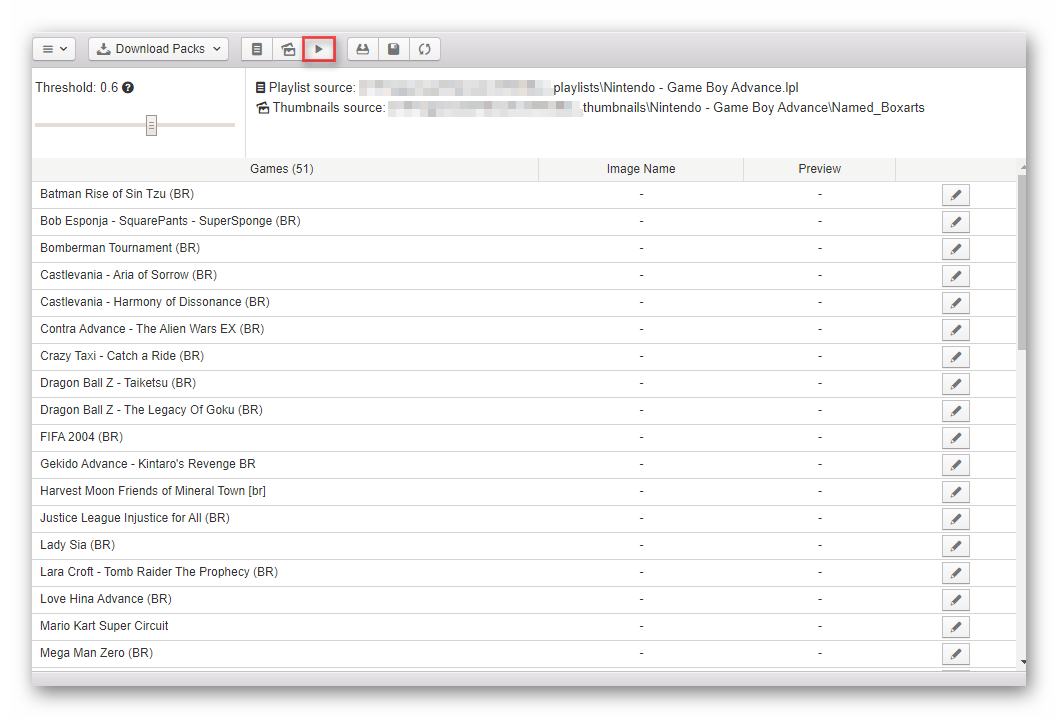 Download Packs
Threshold: 0.6
Playlist source: playlists\Nintendo - Game Boy Advance.lpl
Thumbnails source: thumbnails\Nintendo - Game Boy Advance\Named_Boxarts
Games (51) Image Name Preview
Batman Rise of Sin Tzu (BR) - -
Bob Esponja - SquarePants - SuperSponge (BR) - -
Bomberman Tournament (BR) - -
Castlevania - Aria of Sorrow (BR) - -
Castlevania - Harmony of Dissonance (BR) - -
Contra Advance - The Alien Wars EX (BR) - -
Crazy Taxi - Catch a Ride (BR) - -
Dragon Ball Z - Taiketsu (BR) - -
Dragon Ball Z - The Legacy Of Goku (BR) - -
FIFA 2004 (BR) - -
Gekido Advance - Kintaro's Revenge BR - -
Harvest Moon Friends of Mineral Town [br] - -
Justice League Injustice for All (BR) - -
Lady Sia (BR) - -
Lara Croft - Tomb Raider The Prophecy (BR) - -
Love Hina Advance (BR) - -
Mario Kart Super Circuit - -
Mega Man Zero (BR) - -